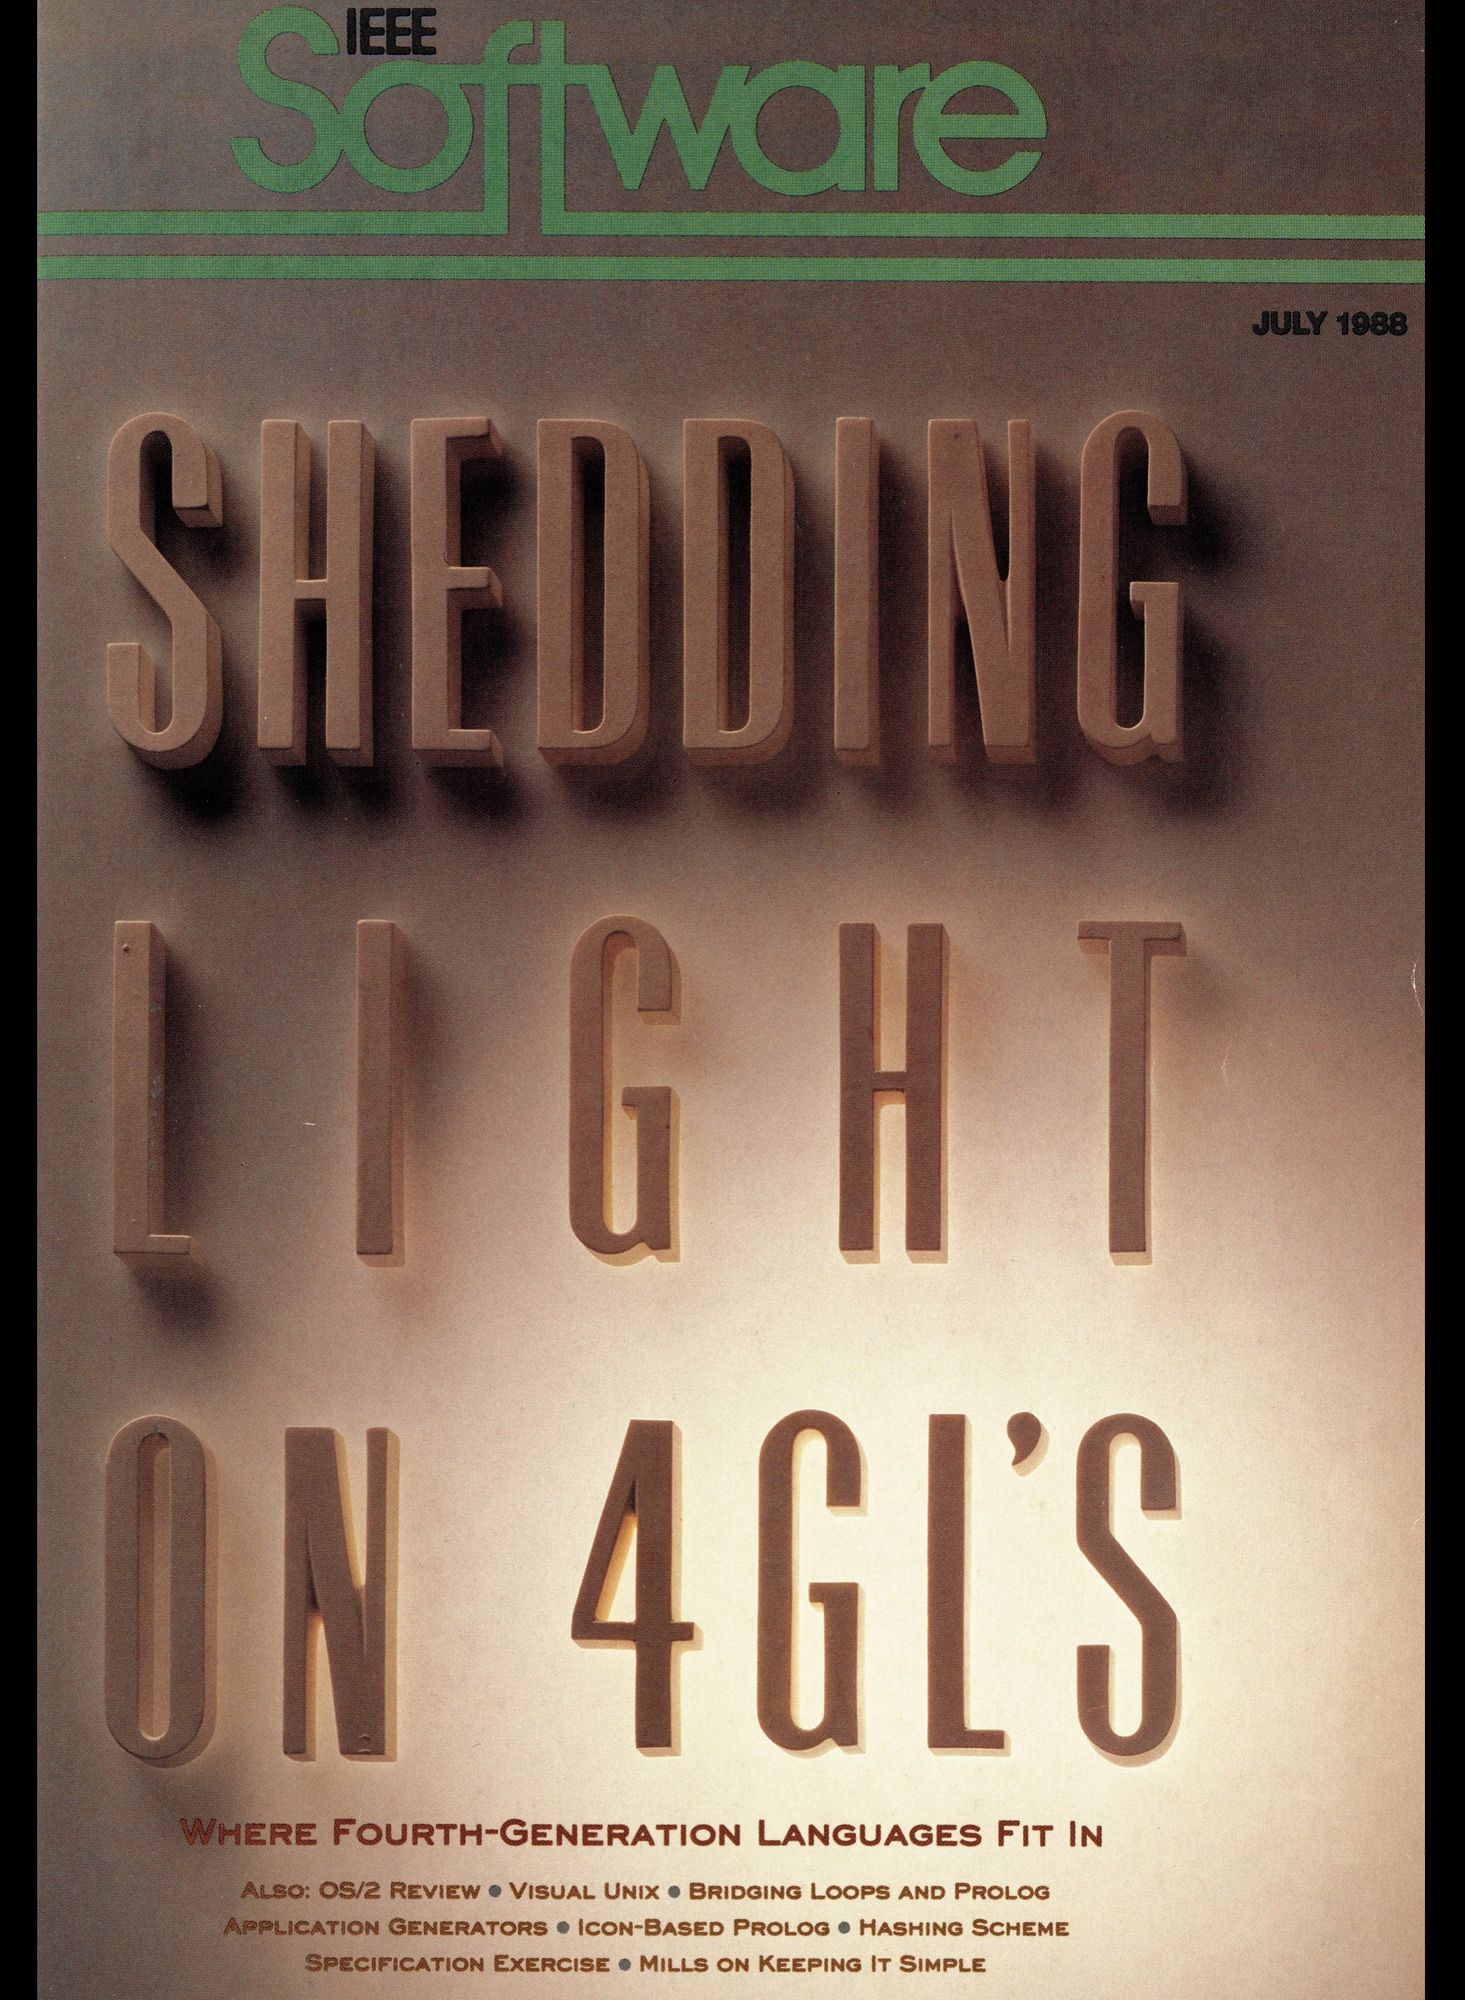 IEEE
Software
JULY 1988
SHEDDING
LIGHT
ON 4GL'S
WHERE FOURTH-GENERATION LANGUAGES FIT IN
ALSO: OS/2 REVIEW • VISUAL UNIX • BRIDGING LOOPS AND PROLOG
APPLICATION GENERATORS • ICON-BASED PROLOG • HASHING SCHEME
SPECIFICATION EXERCISE • MILLS ON KEEPING IT SIMPLE